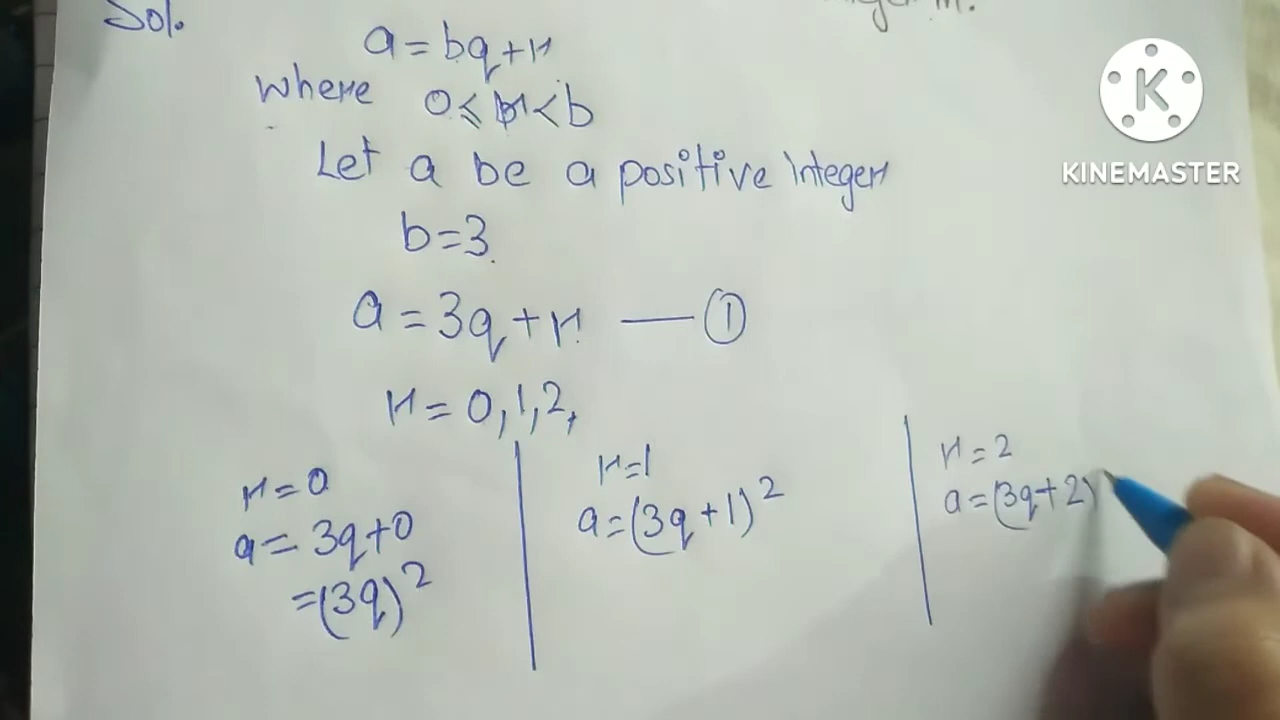 Sol.
a = bq + r
where 0 ≤ r < b
Let a be a positive integer
b = 3.
a = 3q + r — ①
r = 0, 1, 2,
r = 0
a = 3q + 0
= (3q)²
r = 1
a = (3q + 1)²
r = 2
a = (3q + 2)
K
KINEMASTER